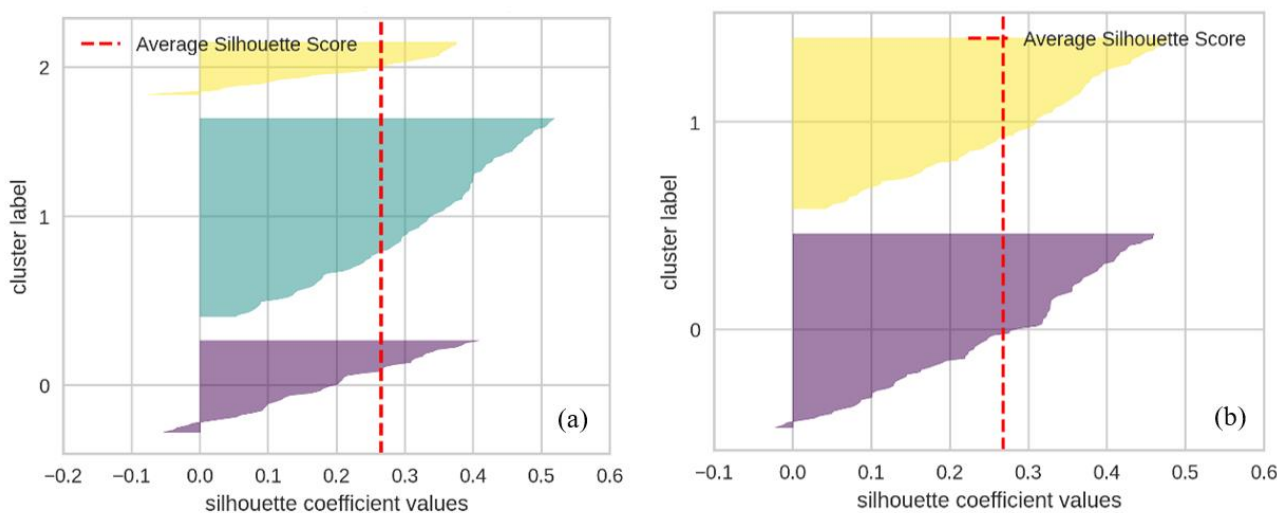 Average Silhouette Score
2
1
0
cluster label
(a)
−0.2 −0.1 0.0 0.1 0.2 0.3 0.4 0.5 0.6
silhouette coefficient values
Average Silhouette Score
1
0
cluster label
(b)
−0.1 0.0 0.1 0.2 0.3 0.4 0.5 0.6
silhouette coefficient values